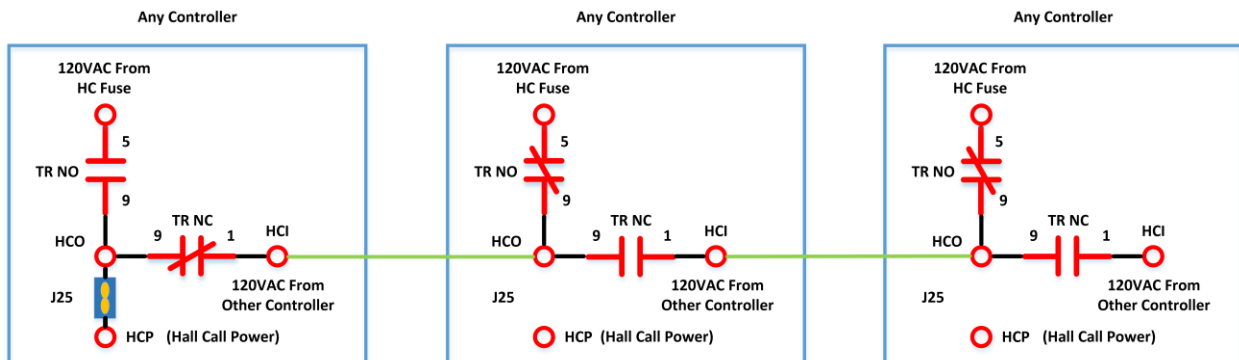 Any Controller
120VAC From
HC Fuse
5
TR NO
9
TR NC
HCO
9
1
HCI
J25
120VAC From
Other Controller
HCP (Hall Call Power)
Any Controller
120VAC From
HC Fuse
5
TR NO
9
TR NC
HCO
9
1
HCI
J25
120VAC From
Other Controller
HCP (Hall Call Power)
Any Controller
120VAC From
HC Fuse
5
TR NO
9
TR NC
HCO
9
1
HCI
J25
120VAC From
Other Controller
HCP (Hall Call Power)